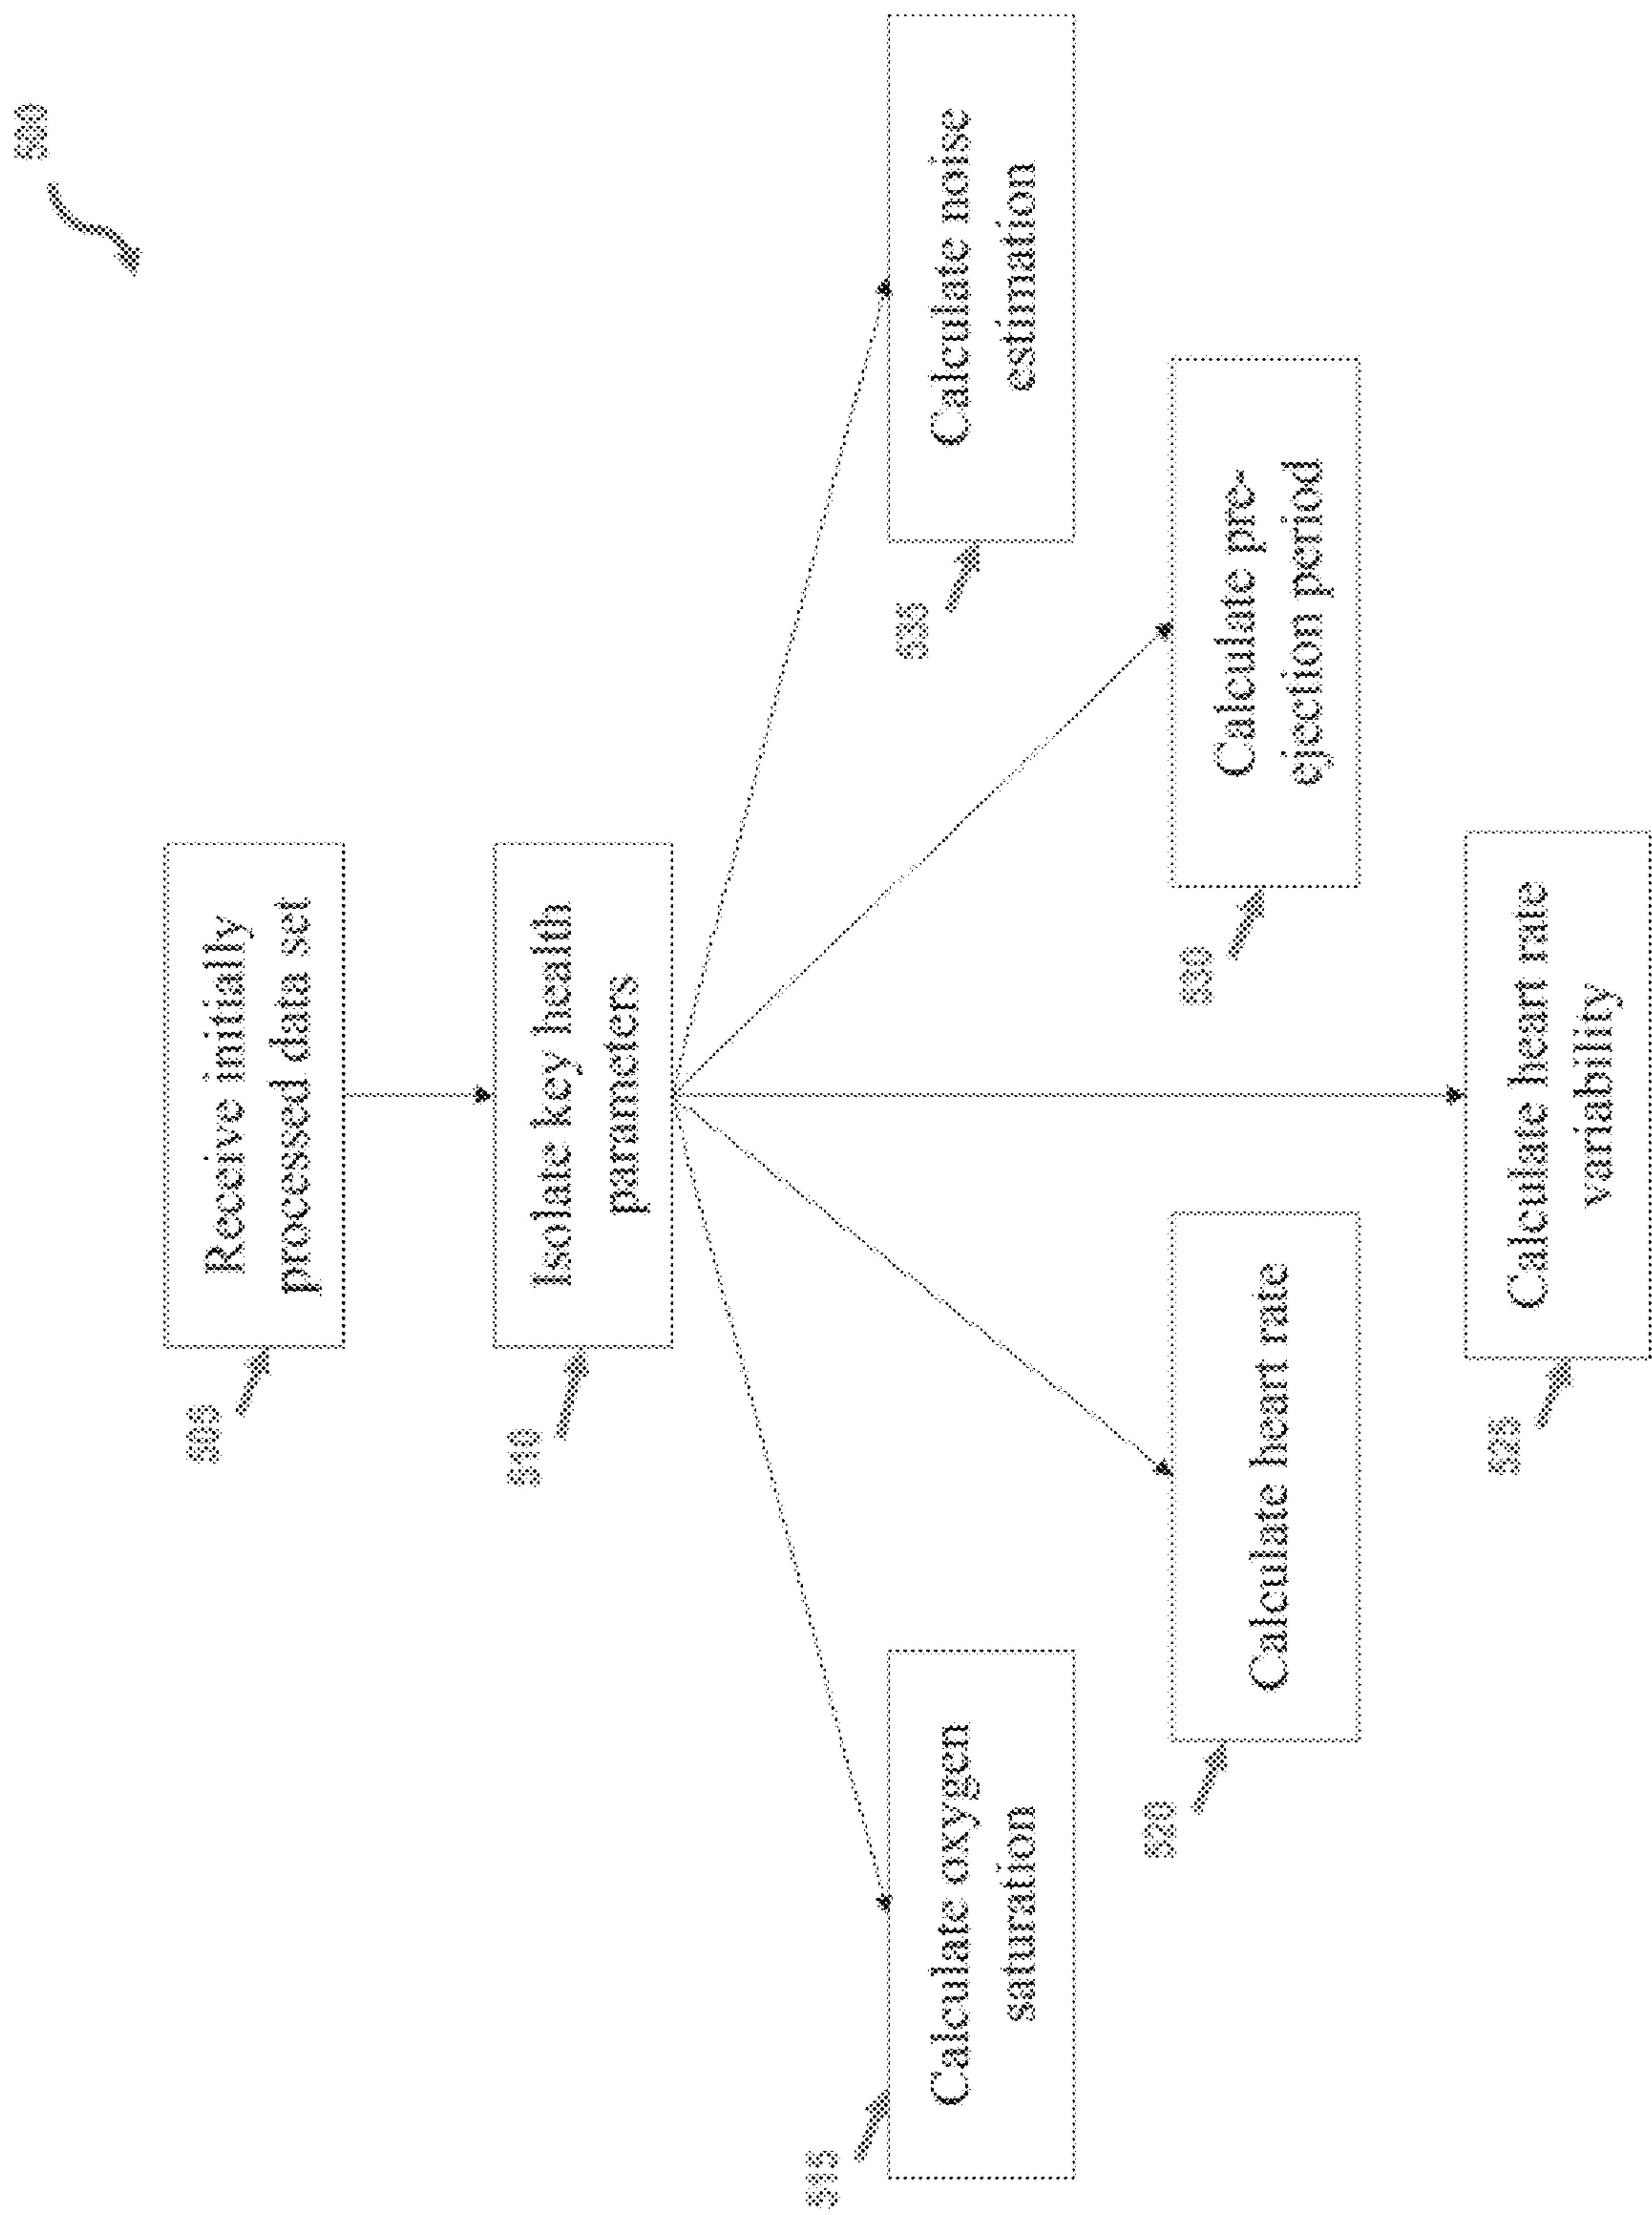 500
505
Receive initially
processed data set
510
Isolate key health
parameters
515
Calculate oxygen
saturation
520
Calculate heart rate
525
Calculate heart rate
variability
530
Calculate pre-
ejection period
535
Calculate noise
estimation